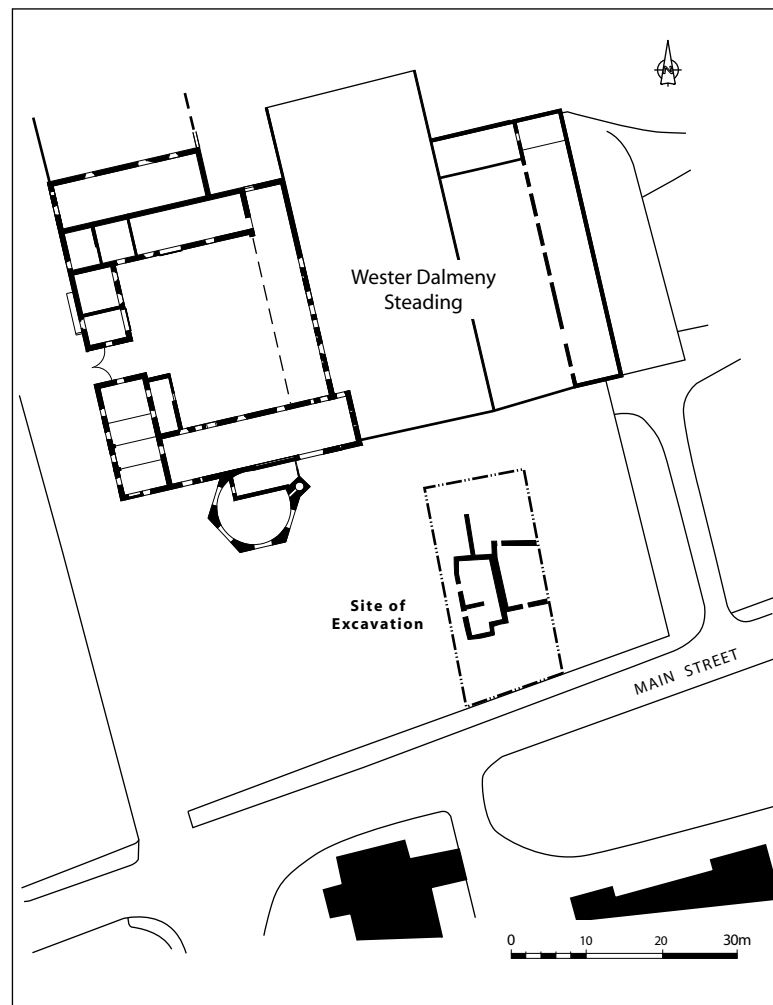 N
Wester Dalmeny
Steading
Site of
Excavation
MAIN STREET
0 10 20 30m